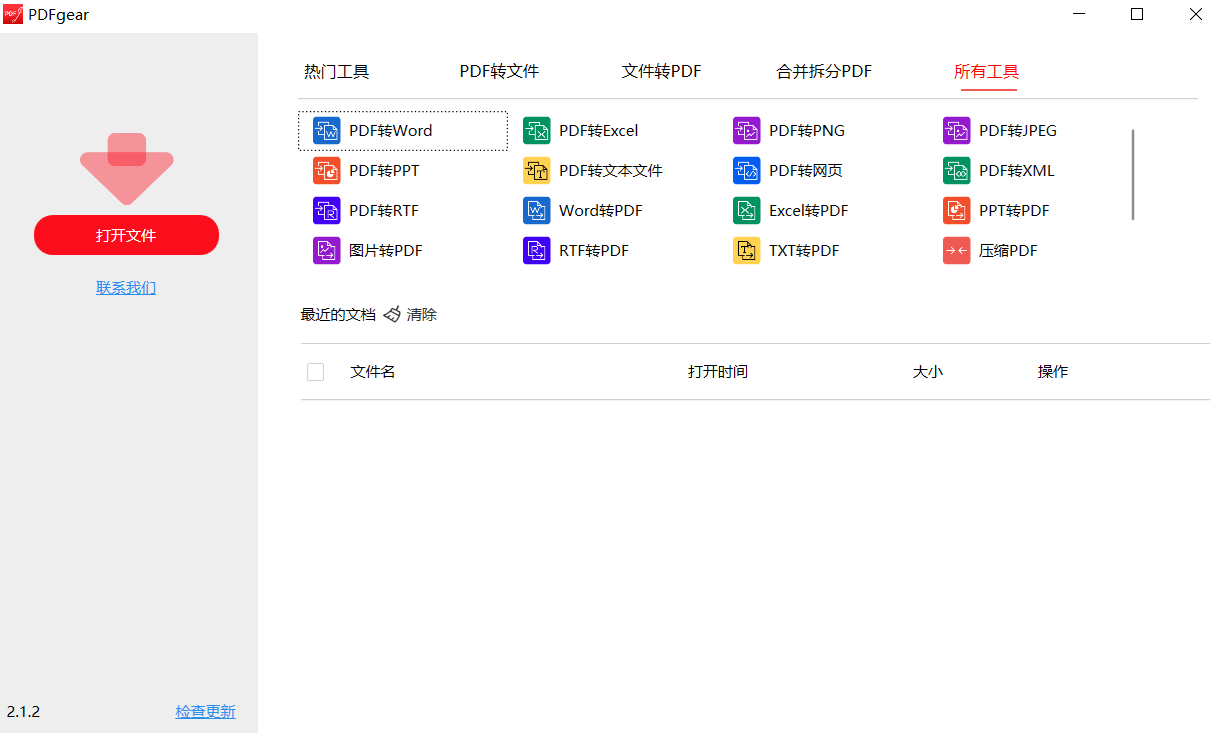 PDFgear
热门工具 PDF转文件 文件转PDF 合并拆分PDF 所有工具
PDF转Word PDF转Excel PDF转PNG PDF转JPEG
PDF转PPT PDF转文本文件 PDF转网页 PDF转XML
PDF转RTF Word转PDF Excel转PDF PPT转PDF
图片转PDF RTF转PDF TXT转PDF 压缩PDF
打开文件
联系我们
最近的文档 清除
文件名 打开时间 大小 操作
2.1.2 检查更新